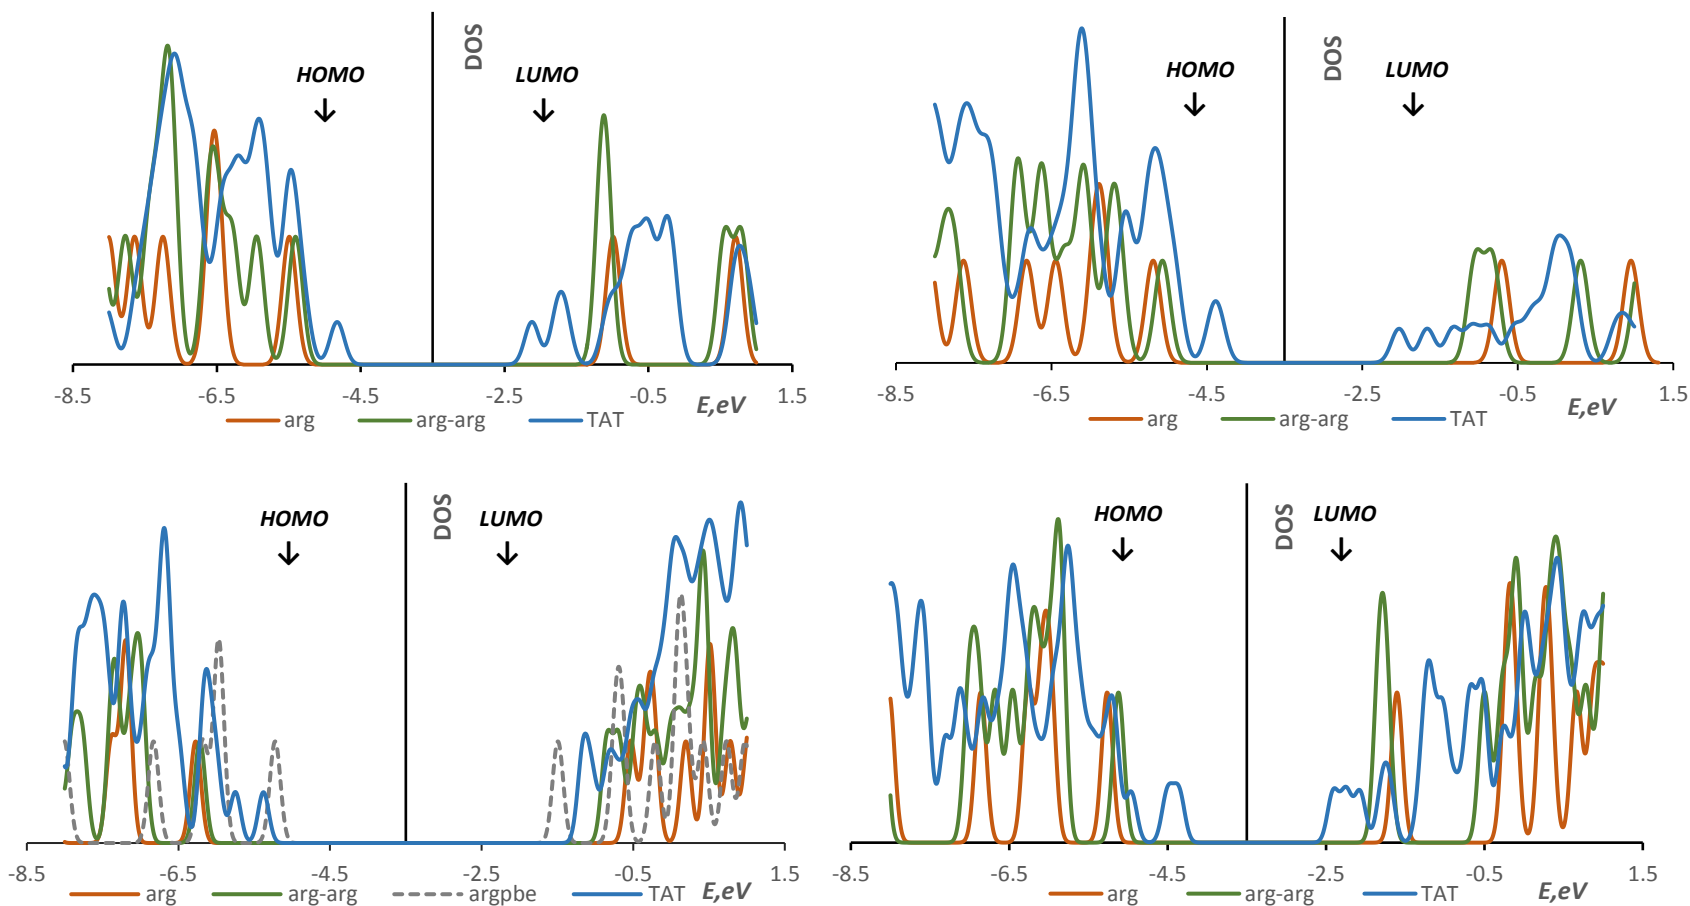 DOS
HOMO
LUMO
-8.5 -6.5 -4.5 -2.5 -0.5 1.5
E,eV
arg arg-arg TAT
DOS
HOMO
LUMO
-8.5 -6.5 -4.5 -2.5 -0.5 1.5
E,eV
arg arg-arg TAT
DOS
HOMO
LUMO
-8.5 -6.5 -4.5 -2.5 -0.5 1.5
arg arg-arg argpbe TAT E,eV
DOS
HOMO
LUMO
-8.5 -6.5 -4.5 -2.5 -0.5 1.5
arg arg-arg TAT E,eV